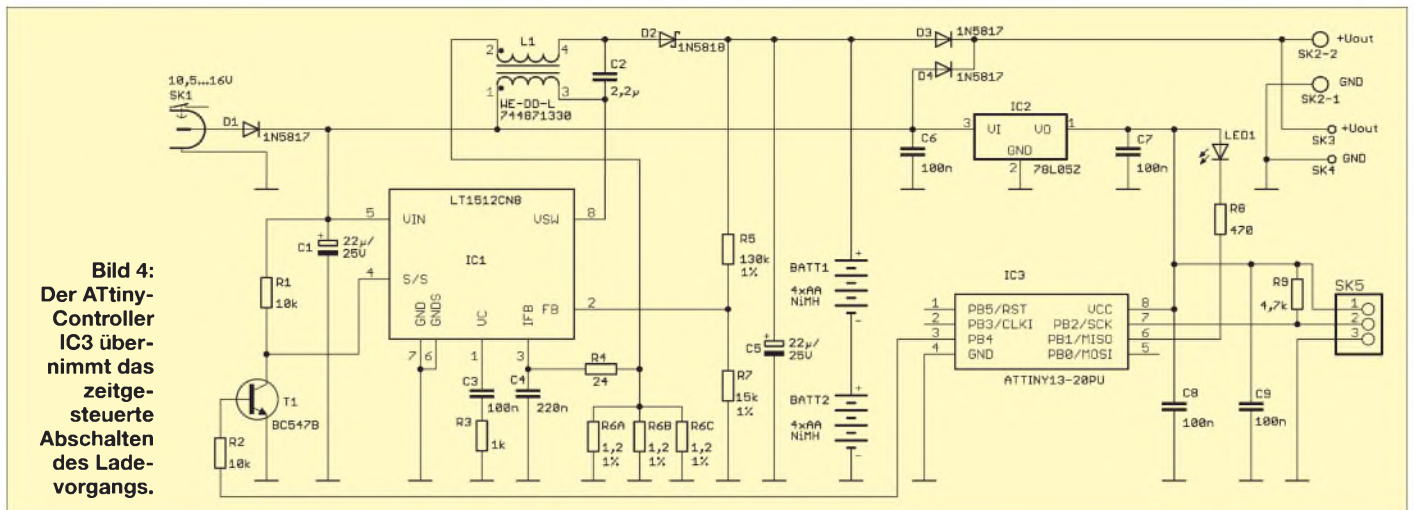 10,5...16V
SK1
D1
1N5817
2
L1
4
1
3
WE-DD-L
744871330
C2
2,2µ
D2
1N5818
D3
1N5817
D4
1N5817
SK2-2
+Uout
GND
SK2-1
+Uout
SK3
GND
SK4
IC2
3
VI
VO
1
GND
2
78L05Z
C6
100n
C7
100n
LED1
R8
470
LT1512CN8
5
VIN
VSW
8
4
S/S
IC1
FB
2
GND
GNDS
VC
IFB
7
6
1
3
C1
22µ/
25V
R1
10k
T1
BC547B
R2
10k
C3
100n
R3
1k
C4
220n
R4
24
R6A
1,2
1%
R6B
1,2
1%
R6C
1,2
1%
R5
130k
1%
R7
15k
1%
C5
22µ/
25V
BATT1
4xAA
NiMH
BATT2
4xAA
NiMH
IC3
1
PB5/RST
VCC
8
2
PB3/CLKI
PB2/SCK
7
3
PB4
PB1/MISO
6
4
GND
PB0/MOSI
5
ATTINY13-20PU
R9
4,7k
C8
100n
C9
100n
SK5
1
2
3
Bild 4:
Der ATtiny-
Controller
IC3 über-
nimmt das
zeitge-
steuerte
Abschalten
des Lade-
vorgangs.